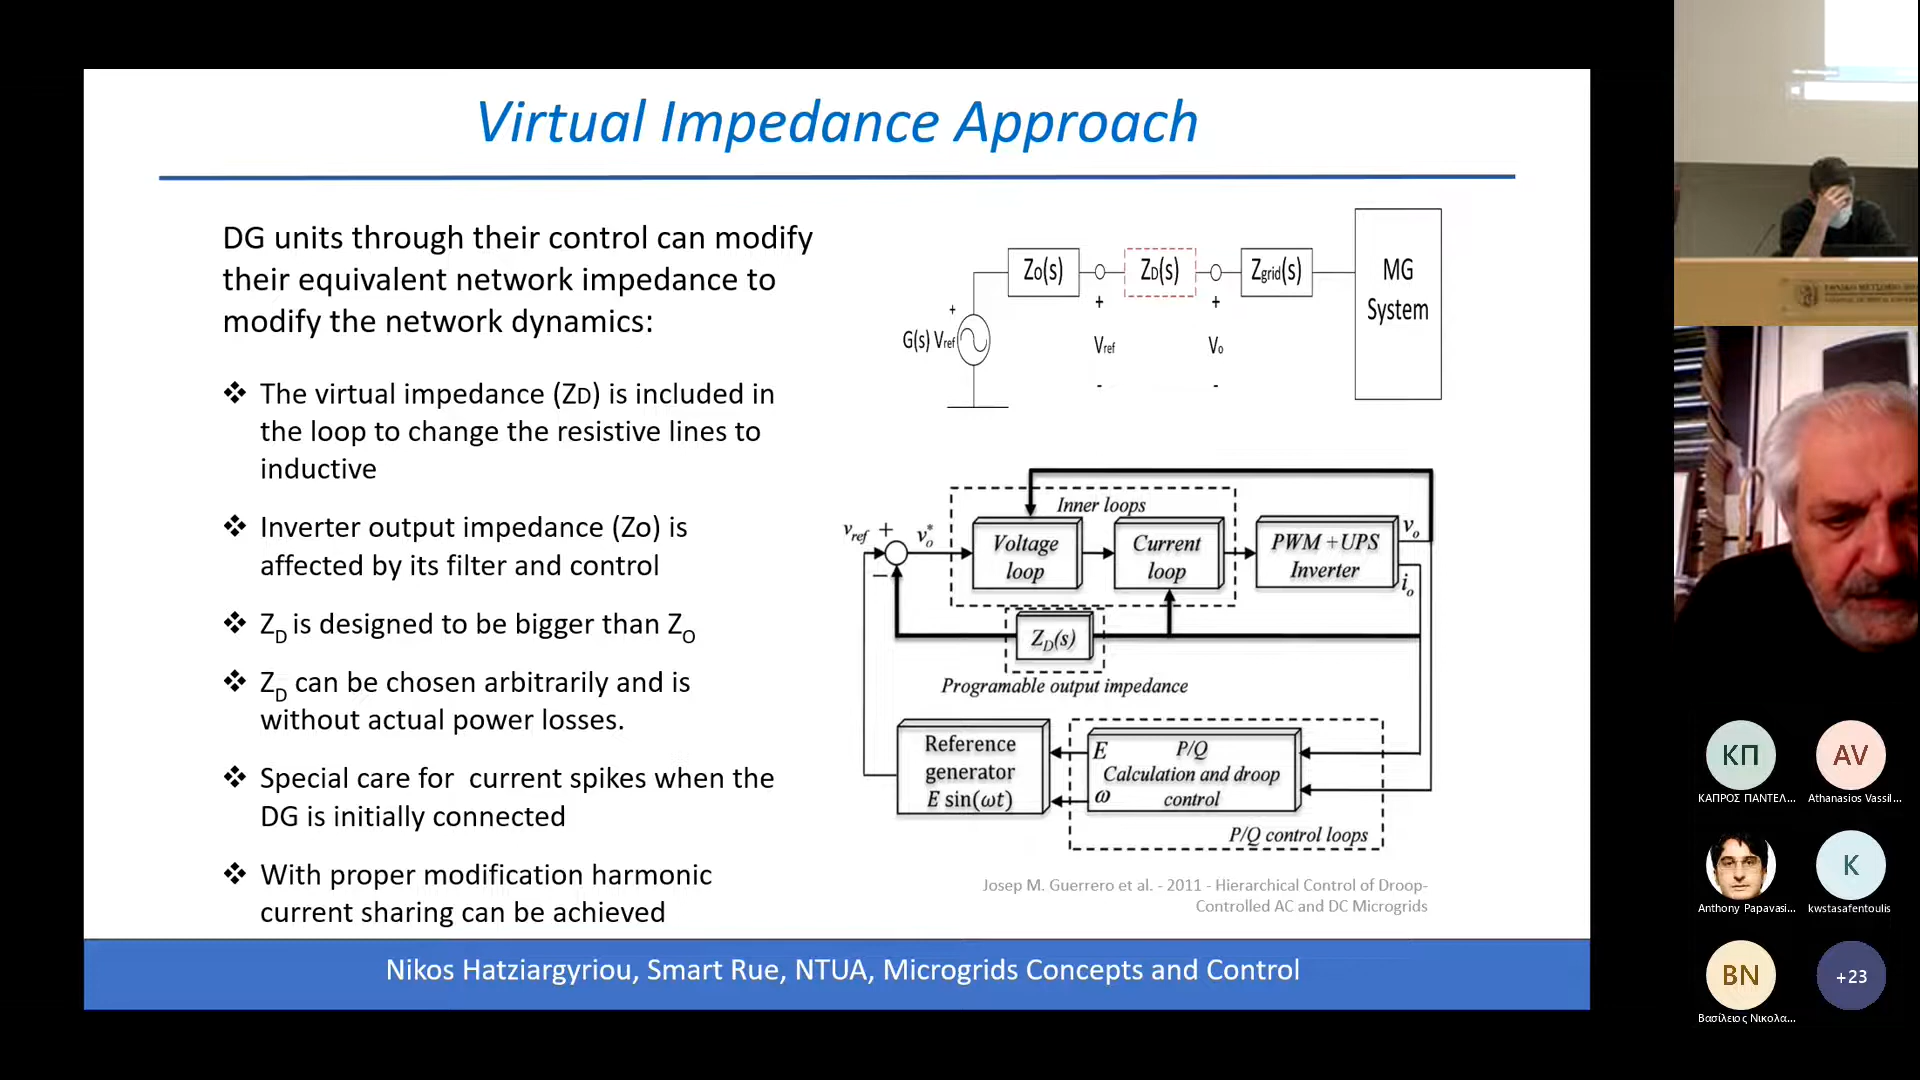 Virtual Impedance Approach
DG units through their control can modify
their equivalent network impedance to
modify the network dynamics:
❖ The virtual impedance (ZD) is included in
the loop to change the resistive lines to
inductive
❖ Inverter output impedance (Zo) is
affected by its filter and control
❖ ZD is designed to be bigger than ZO
❖ ZD can be chosen arbitrarily and is
without actual power losses.
❖ Special care for current spikes when the
DG is initially connected
❖ With proper modification harmonic
current sharing can be achieved
Zo(s)
ZD(s)
Zgrid(s)
MG
System
+
+
+
G(s) Vref
Vref
Vo
-
-
Inner loops
vref
+
−
vo*
Voltage
loop
Current
loop
PWM +UPS
Inverter
vo
io
ZD(s)
Programable output impedance
Reference
generator
E sin(ωt)
E
ω
P/Q
Calculation and droop
control
P/Q control loops
Josep M. Guerrero et al. - 2011 - Hierarchical Control of Droop-
Controlled AC and DC Microgrids
Nikos Hatziargyriou, Smart Rue, NTUA, Microgrids Concepts and Control
ΚΠ
ΚΑΠΡΟΣ ΠΑΝΤΕΛ...
AV
Athanasios Vassil...
Anthony Papavasi...
K
kwstasafentoulis
BN
Βασίλειος Νικολα...
+23